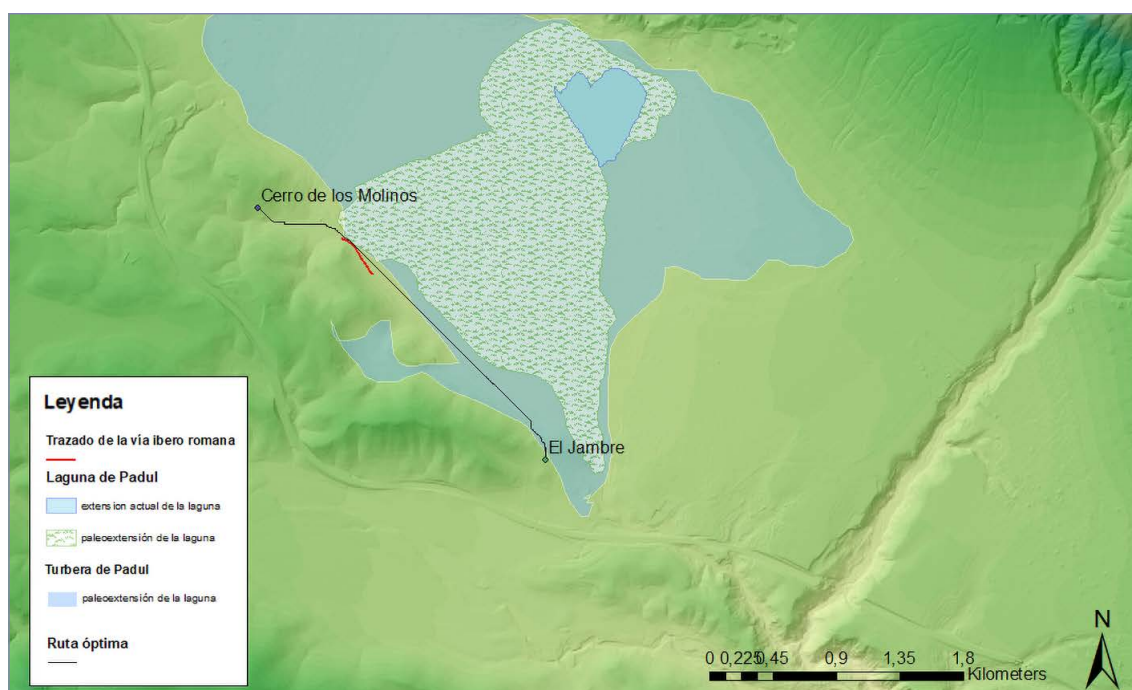 Cerro de los Molinos
El Jambre
Leyenda
Trazado de la vía ibero romana
Laguna de Padul
extension actual de la laguna
paleoextensión de la laguna
Turbera de Padul
paleoextensión de la laguna
Ruta óptima
N
0 0,225 0,45 0,9 1,35 1,8
Kilometers